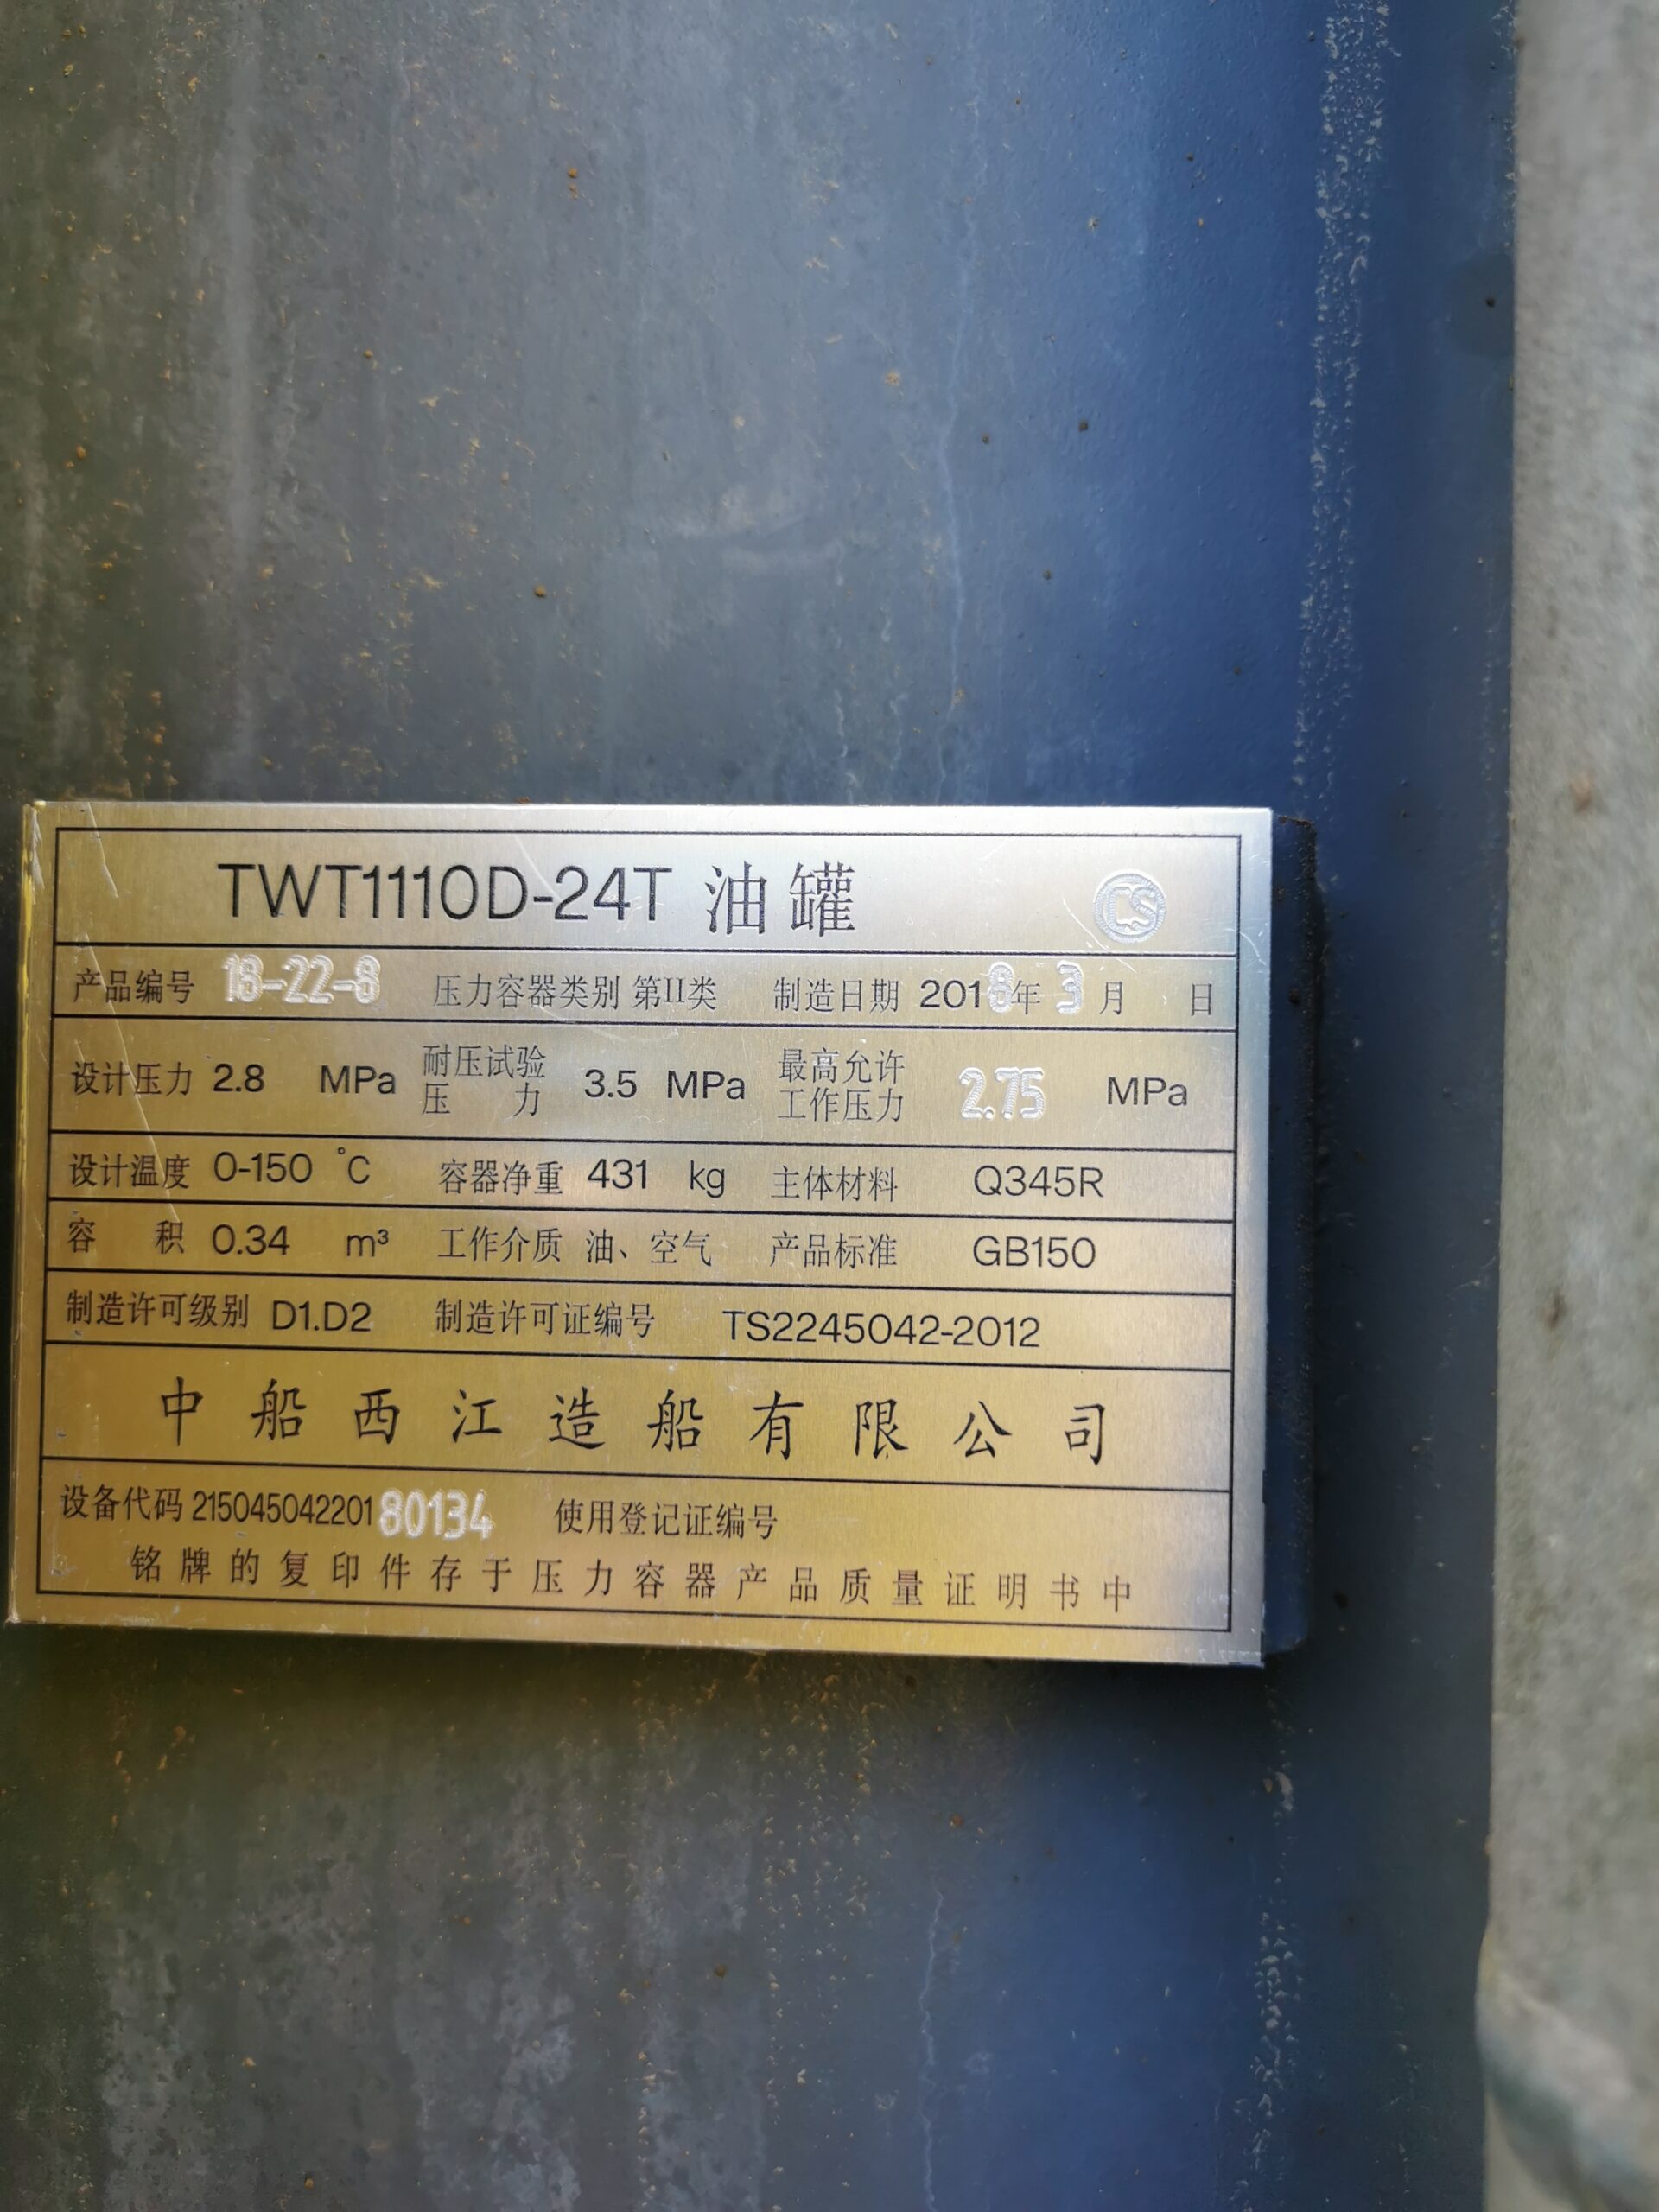 TWT1110D-24T 油罐 CS
产品编号 18-22-8 压力容器类别 第II类 制造日期 2018年 3月 日
设计压力 2.8 MPa 耐压试验压力 3.5 MPa 最高允许工作压力 2.75 MPa
设计温度 0-150 ℃ 容器净重 431 kg 主体材料 Q345R
容积 0.34 m³ 工作介质 油、空气 产品标准 GB150
制造许可级别 D1.D2 制造许可证编号 TS2245042-2012
中船西江造船有限公司
设备代码 21504504220180134 使用登记证编号
铭牌的复印件存于压力容器产品质量证明书中